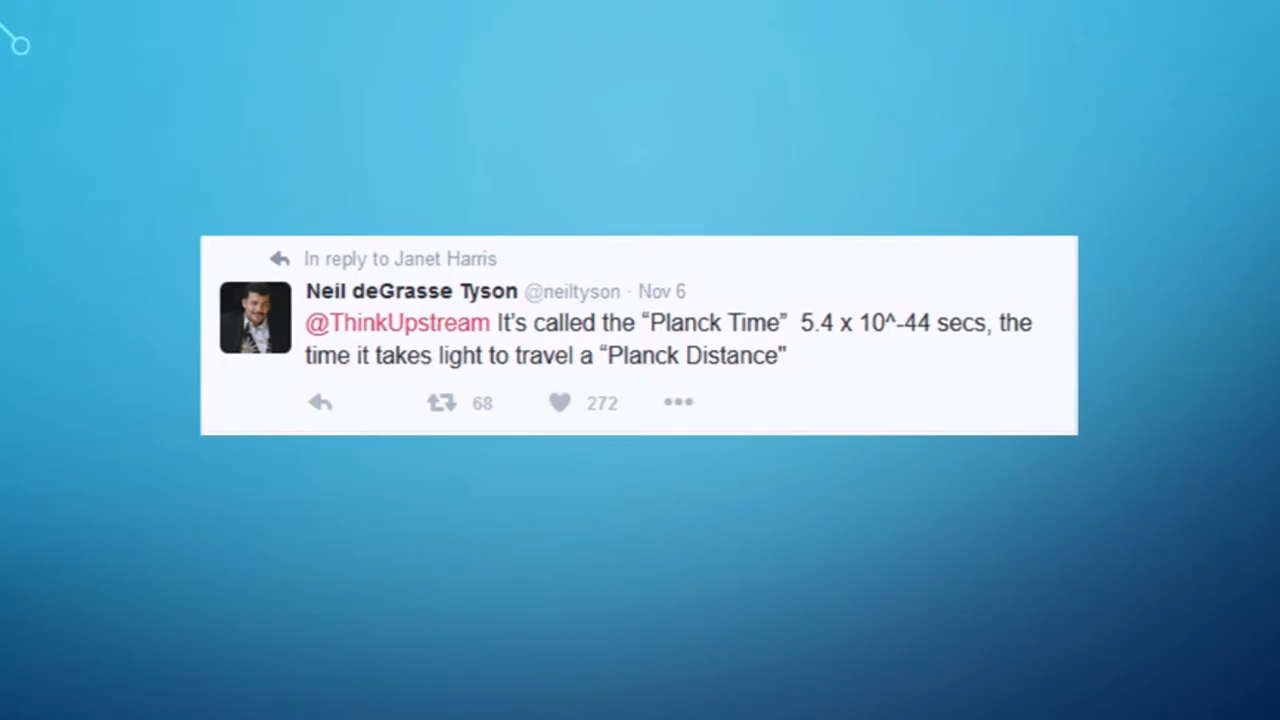 In reply to Janet Harris
Neil deGrasse Tyson @neiltyson · Nov 6
@ThinkUpstream It’s called the “Planck Time”  5.4 x 10^-44 secs, the
time it takes light to travel a “Planck Distance"
68 272